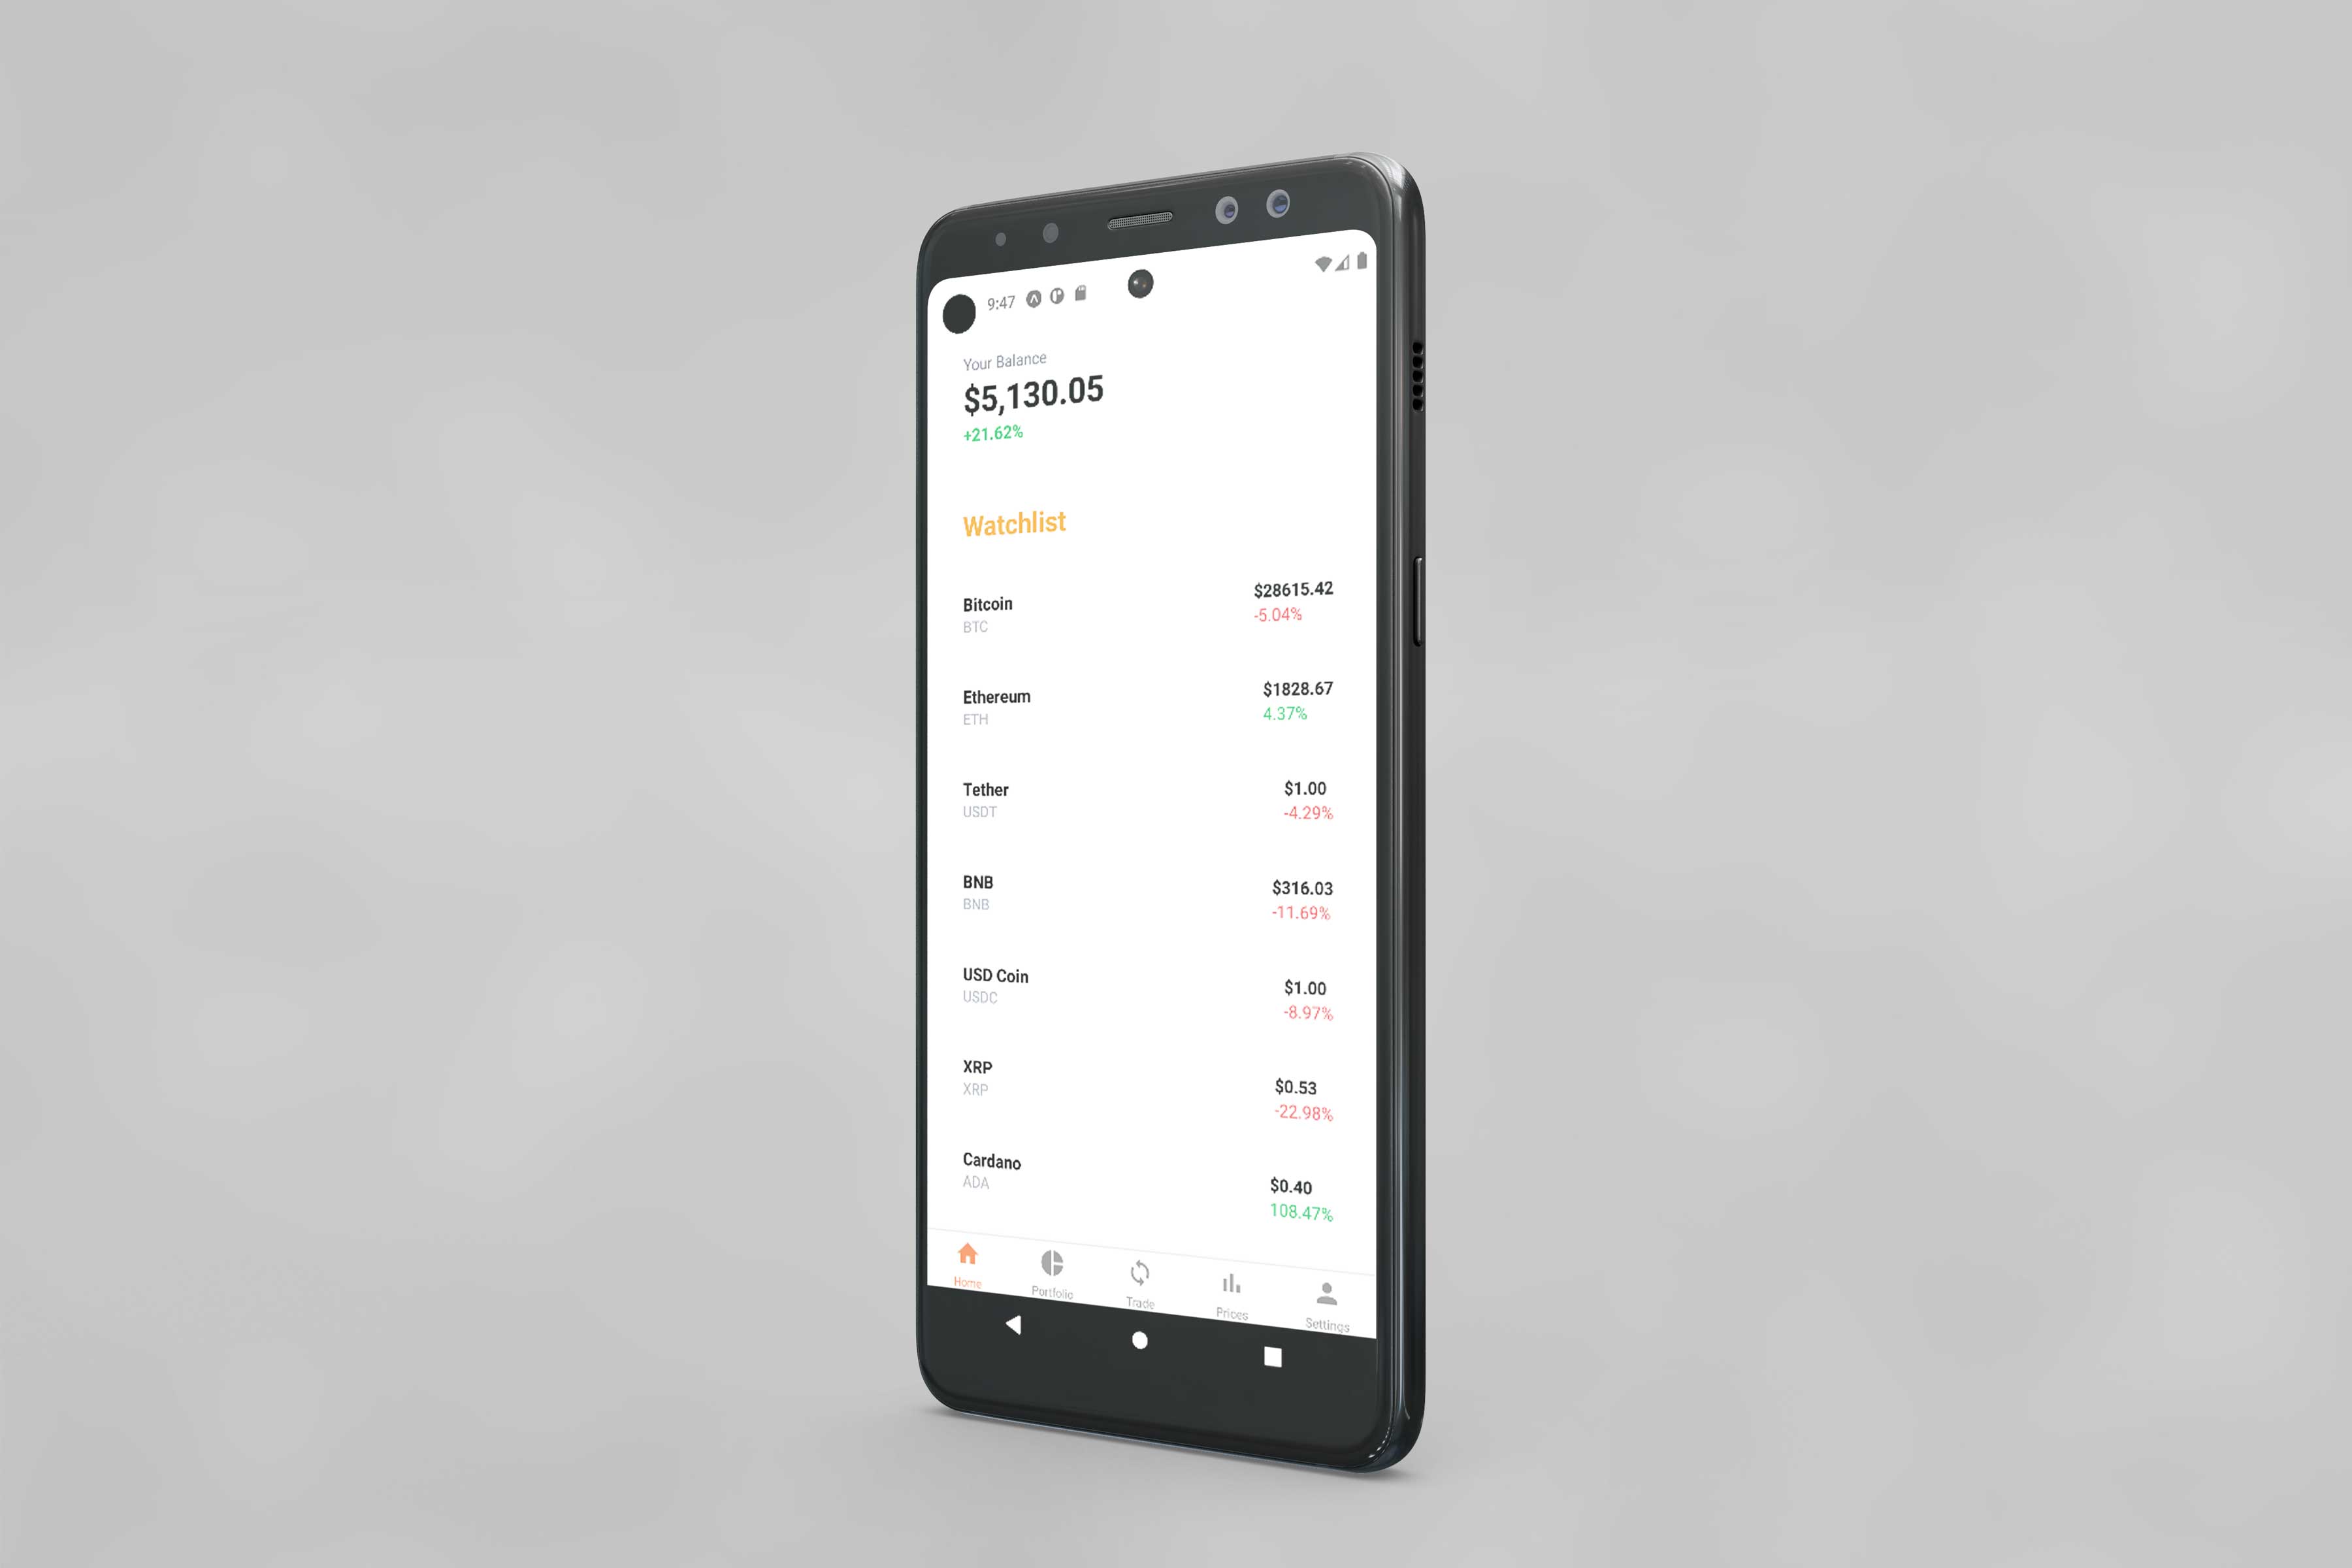 9:47
Your Balance
$5,130.05
+21.62%
Watchlist
Bitcoin
BTC
$28615.42
-5.04%
Ethereum
ETH
$1828.67
4.37%
Tether
USDT
$1.00
-4.29%
BNB
BNB
$316.03
-11.69%
USD Coin
USDC
$1.00
-8.97%
XRP
XRP
$0.53
-22.98%
Cardano
ADA
$0.40
108.47%
Home
Portfolio
Trade
Prices
Settings